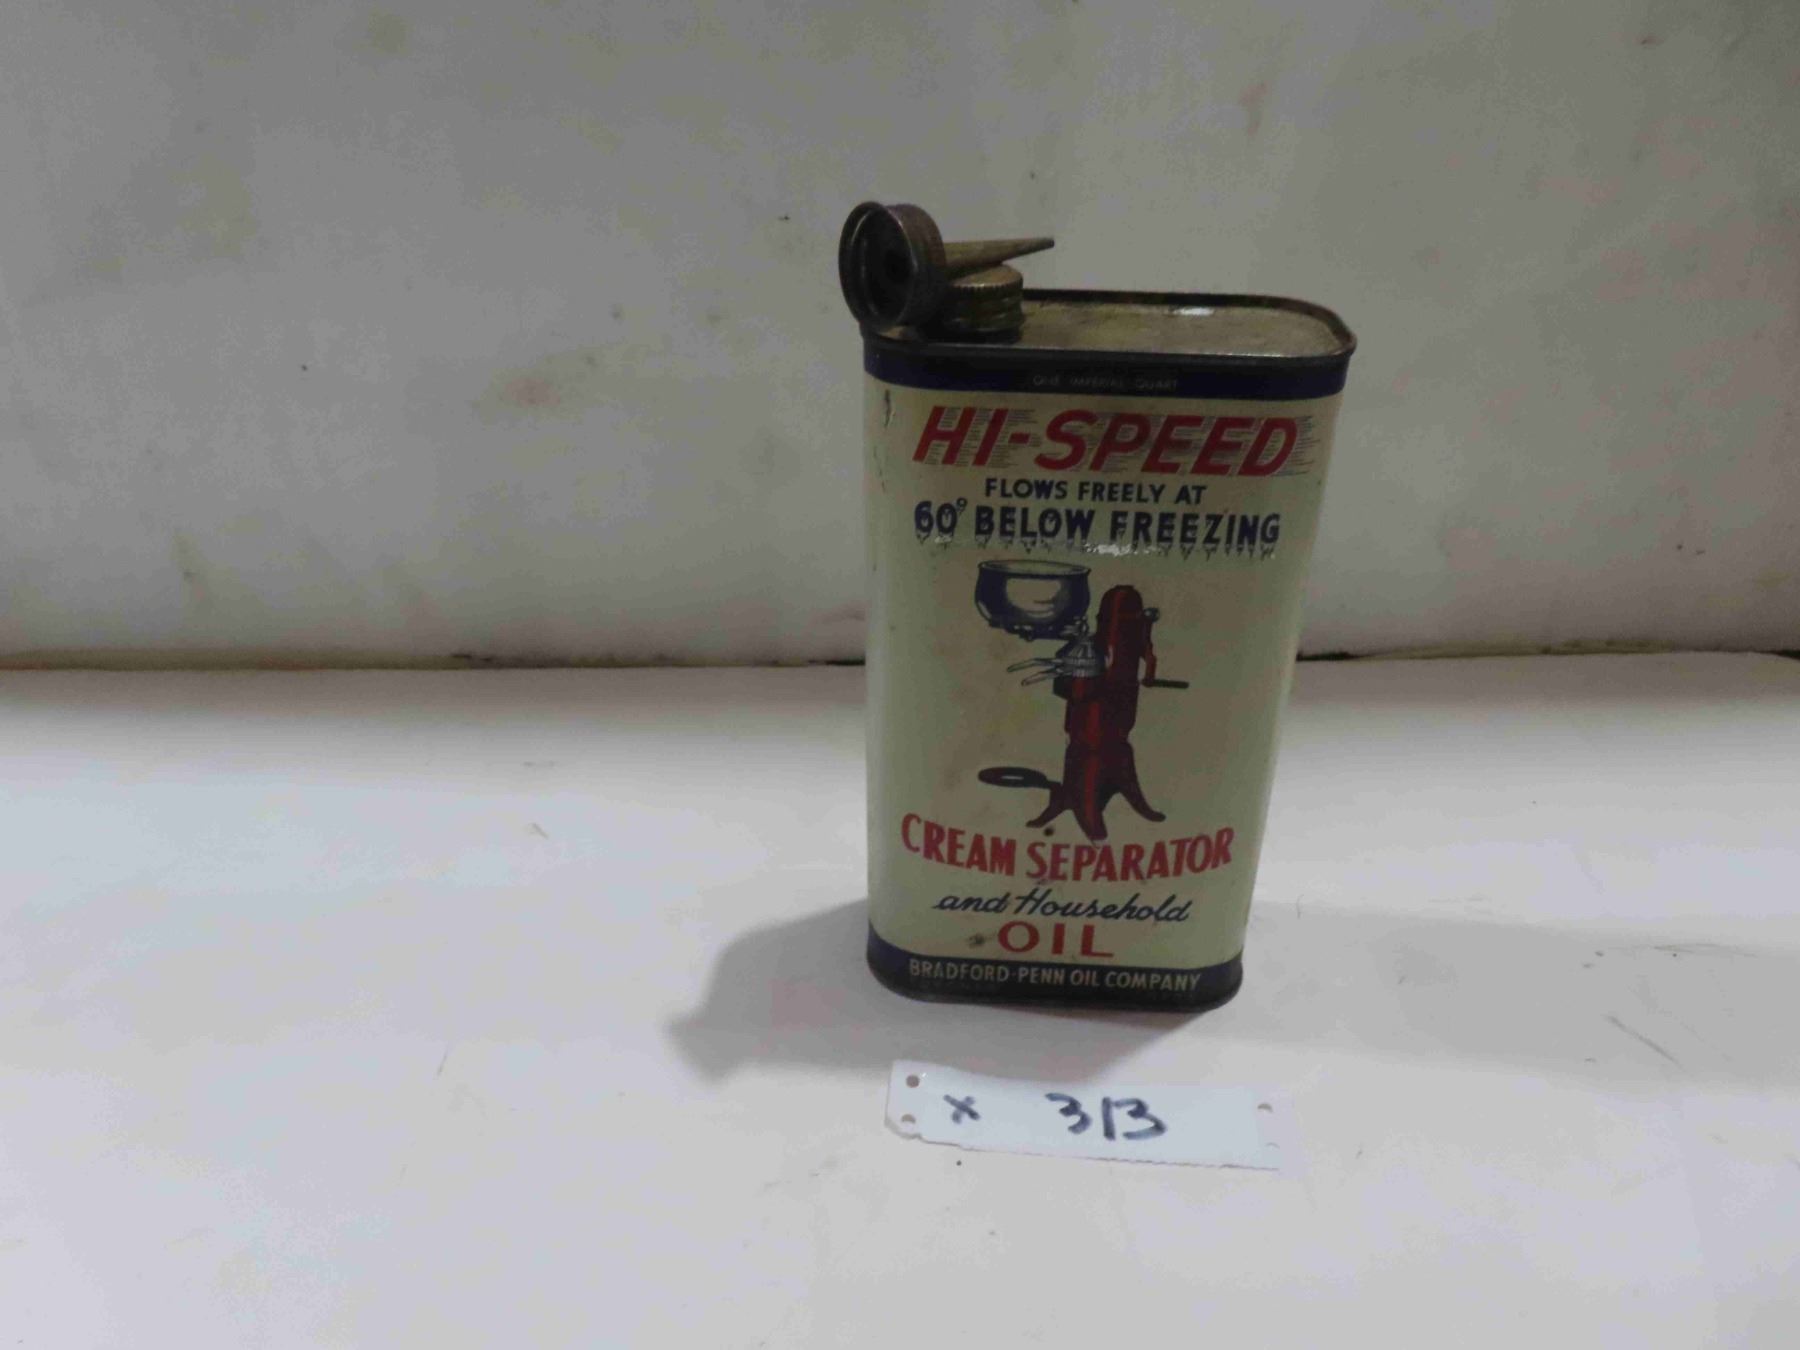 ONE IMPERIAL QUART
HI-SPEED
FLOWS FREELY AT
60° BELOW FREEZING
CREAM SEPARATOR
and Household
OIL
BRADFORD-PENN OIL COMPANY
x 313